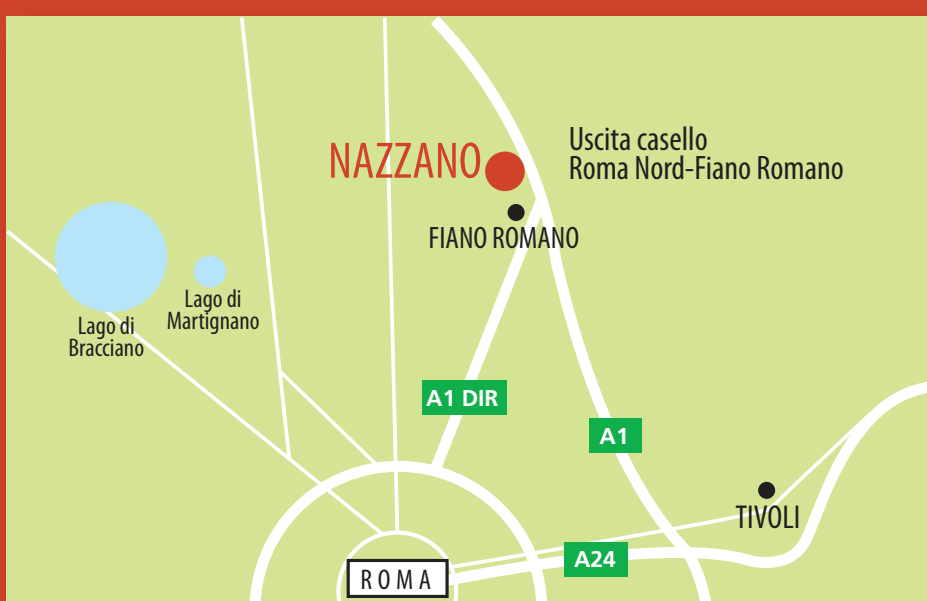 NAZZANO
Uscita casello
Roma Nord-Fiano Romano
FIANO ROMANO
Lago di
Bracciano
Lago di
Martignano
A1 DIR
A1
TIVOLI
A24
ROMA